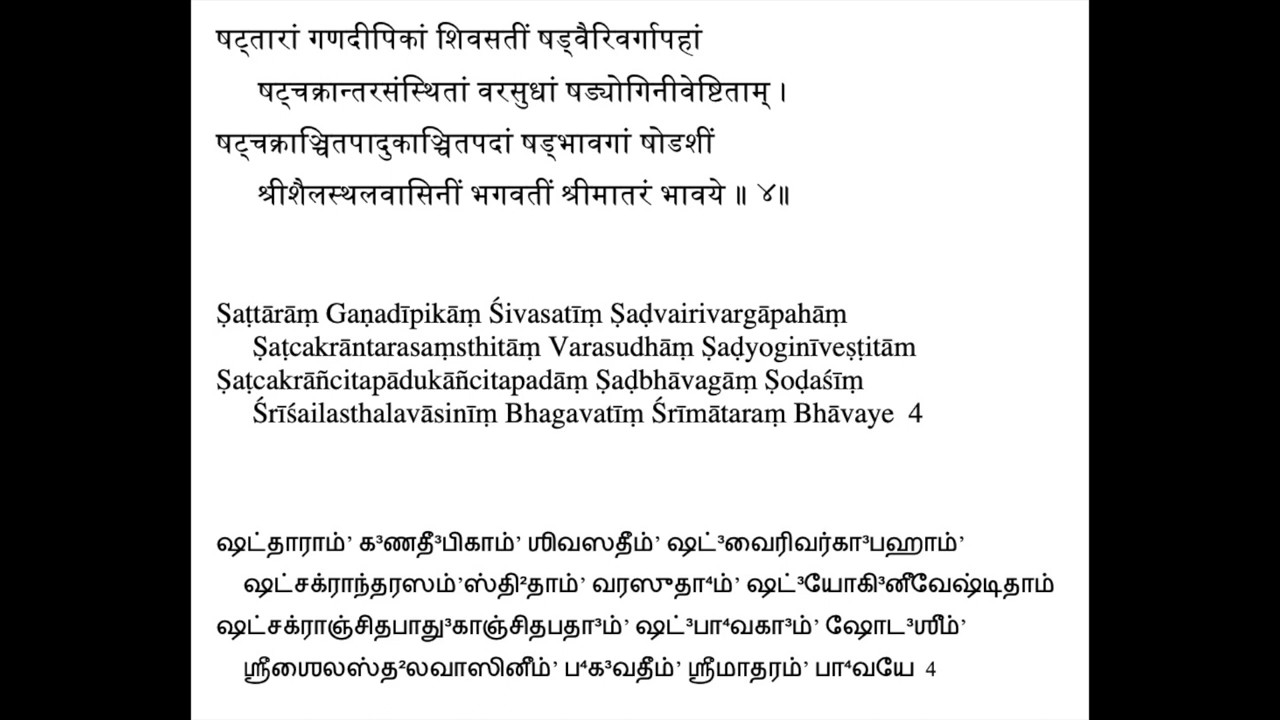 षट्तारां गणदीपिकां शिवसतीं षड्वैरिवर्गापहां
षट्चक्रान्तरसंस्थितां वरसुधां षड्योगिनीवेष्टिताम् ।
षट्चक्राञ्चितपादुकाञ्चितपदां षड्भावगां षोडशीं
श्रीशैलस्थलवासिनीं भगवतीं श्रीमातरं भावये ॥ ४॥
Ṣaṭtārāṃ Gaṇadīpikāṃ Śivasatīṃ Ṣaḍvairivargāpahāṃ
Ṣaṭcakrāntarasaṃsthitāṃ Varasudhāṃ Ṣaḍyoginīveṣṭitām
Ṣaṭcakrāñcitapādukāñcitapadāṃ Ṣaḍbhāvagāṃ Ṣoḍaśīṃ
Śrīśailasthalavāsinīṃ Bhagavatīṃ Śrīmātaraṃ Bhāvaye 4
ஷட்தாராம்ʼ க³ணதீ³பிகாம்ʼ ஶிவஸதீம்ʼ ஷட்³வைரிவர்கா³பஹாம்ʼ
ஷட்சக்ராந்தரஸம்ʼஸ்தி²தாம்ʼ வரஸுதா⁴ம்ʼ ஷட்³யோகி³னீவேஷ்டிதாம்
ஷட்சக்ராஞ்சிதபாது³காஞ்சிதபதா³ம்ʼ ஷட்³பா⁴வகா³ம்ʼ ஷோட³ஶீம்ʼ
ஶ்ரீஶைலஸ்த²லவாஸினீம்ʼ ப⁴க³வதீம்ʼ ஶ்ரீமாதரம்ʼ பா⁴வயே 4